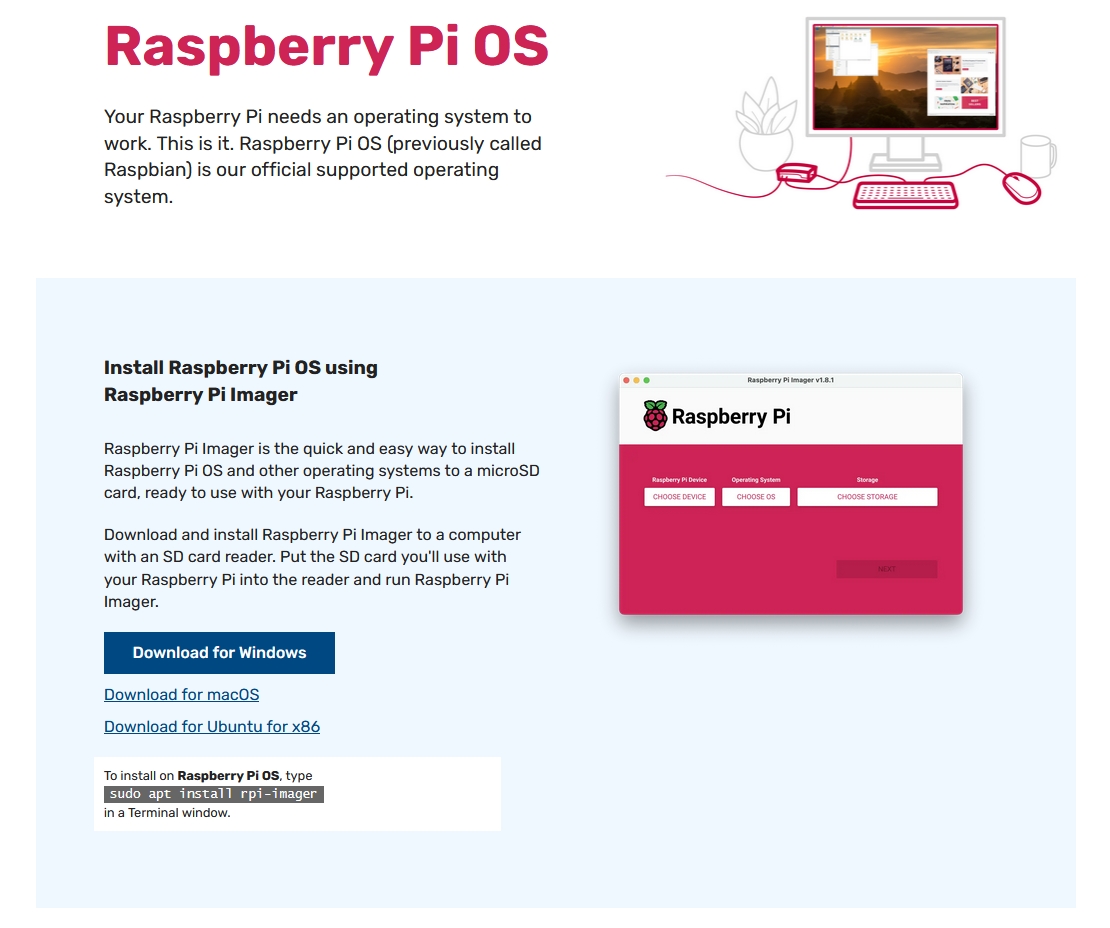 Raspberry Pi OS
Your Raspberry Pi needs an operating system to
work. This is it. Raspberry Pi OS (previously called
Raspbian) is our official supported operating
system.
Install Raspberry Pi OS using
Raspberry Pi Imager
Raspberry Pi Imager is the quick and easy way to install
Raspberry Pi OS and other operating systems to a microSD
card, ready to use with your Raspberry Pi.
Download and install Raspberry Pi Imager to a computer
with an SD card reader. Put the SD card you'll use with
your Raspberry Pi into the reader and run Raspberry Pi
Imager.
Download for Windows
Download for macOS
Download for Ubuntu for x86
To install on Raspberry Pi OS, type
sudo apt install rpi-imager
in a Terminal window.
Raspberry Pi Imager v1.8.1
Raspberry Pi
Raspberry Pi Device Operating System Storage
CHOOSE DEVICE CHOOSE OS CHOOSE STORAGE
NEXT